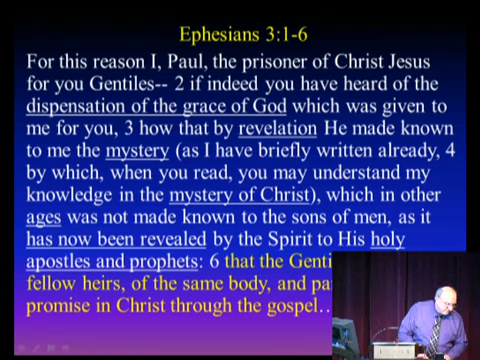 Ephesians 3:1-6
For this reason I, Paul, the prisoner of Christ Jesus
for you Gentiles-- 2 if indeed you have heard of the
dispensation of the grace of God which was given to
me for you, 3 how that by revelation He made known
to me the mystery (as I have briefly written already, 4
by which, when you read, you may understand my
knowledge in the mystery of Christ), which in other
ages was not made known to the sons of men, as it
has now been revealed by the Spirit to His holy
apostles and prophets: 6 that the
fellow heirs, of the same body, and
promise in Christ through the gospel…